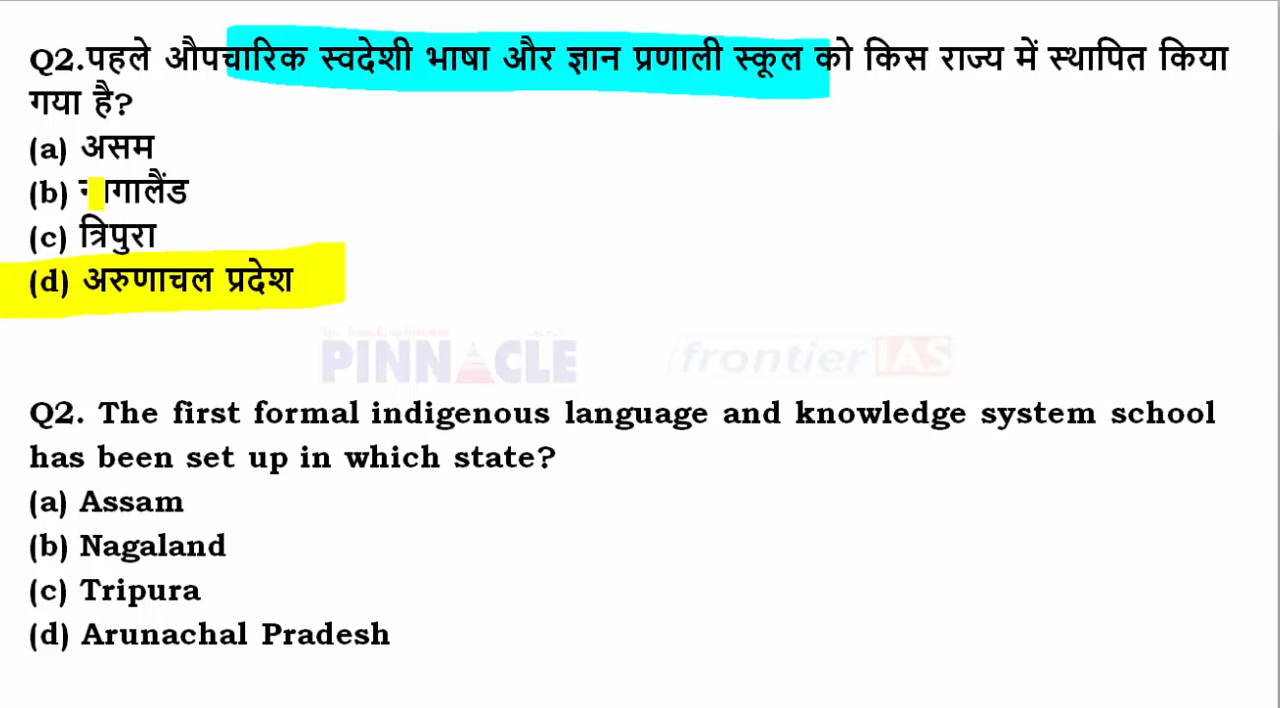 Q2.पहले औपचारिक स्वदेशी भाषा और ज्ञान प्रणाली स्कूल को किस राज्य में स्थापित किया
गया है?
(a) असम
(b) नागालैंड
(c) त्रिपुरा
(d) अरुणाचल प्रदेश
PINNACLE frontier IAS
Q2. The first formal indigenous language and knowledge system school
has been set up in which state?
(a) Assam
(b) Nagaland
(c) Tripura
(d) Arunachal Pradesh